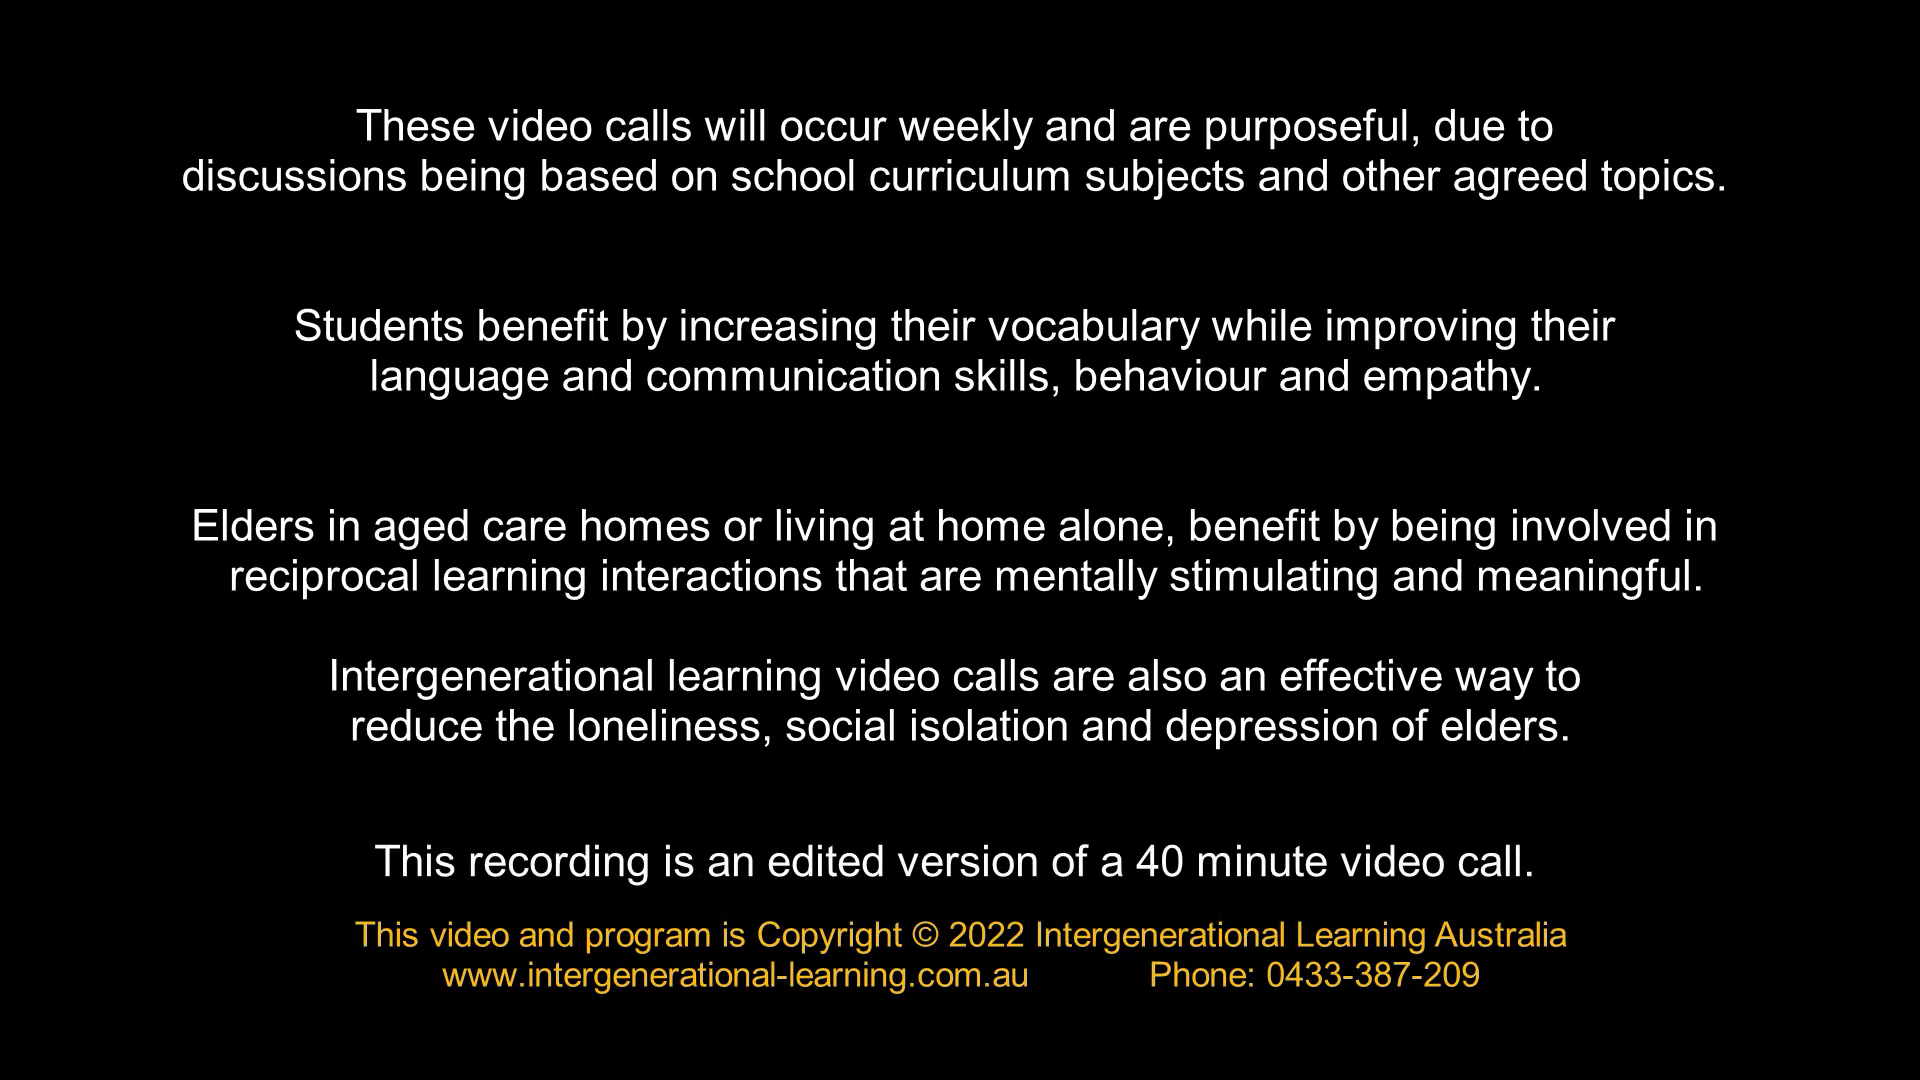 These video calls will occur weekly and are purposeful, due to
discussions being based on school curriculum subjects and other agreed topics.
Students benefit by increasing their vocabulary while improving their
language and communication skills, behaviour and empathy.
Elders in aged care homes or living at home alone, benefit by being involved in
reciprocal learning interactions that are mentally stimulating and meaningful.
Intergenerational learning video calls are also an effective way to
reduce the loneliness, social isolation and depression of elders.
This recording is an edited version of a 40 minute video call.
This video and program is Copyright © 2022 Intergenerational Learning Australia
www.intergenerational-learning.com.au Phone: 0433-387-209